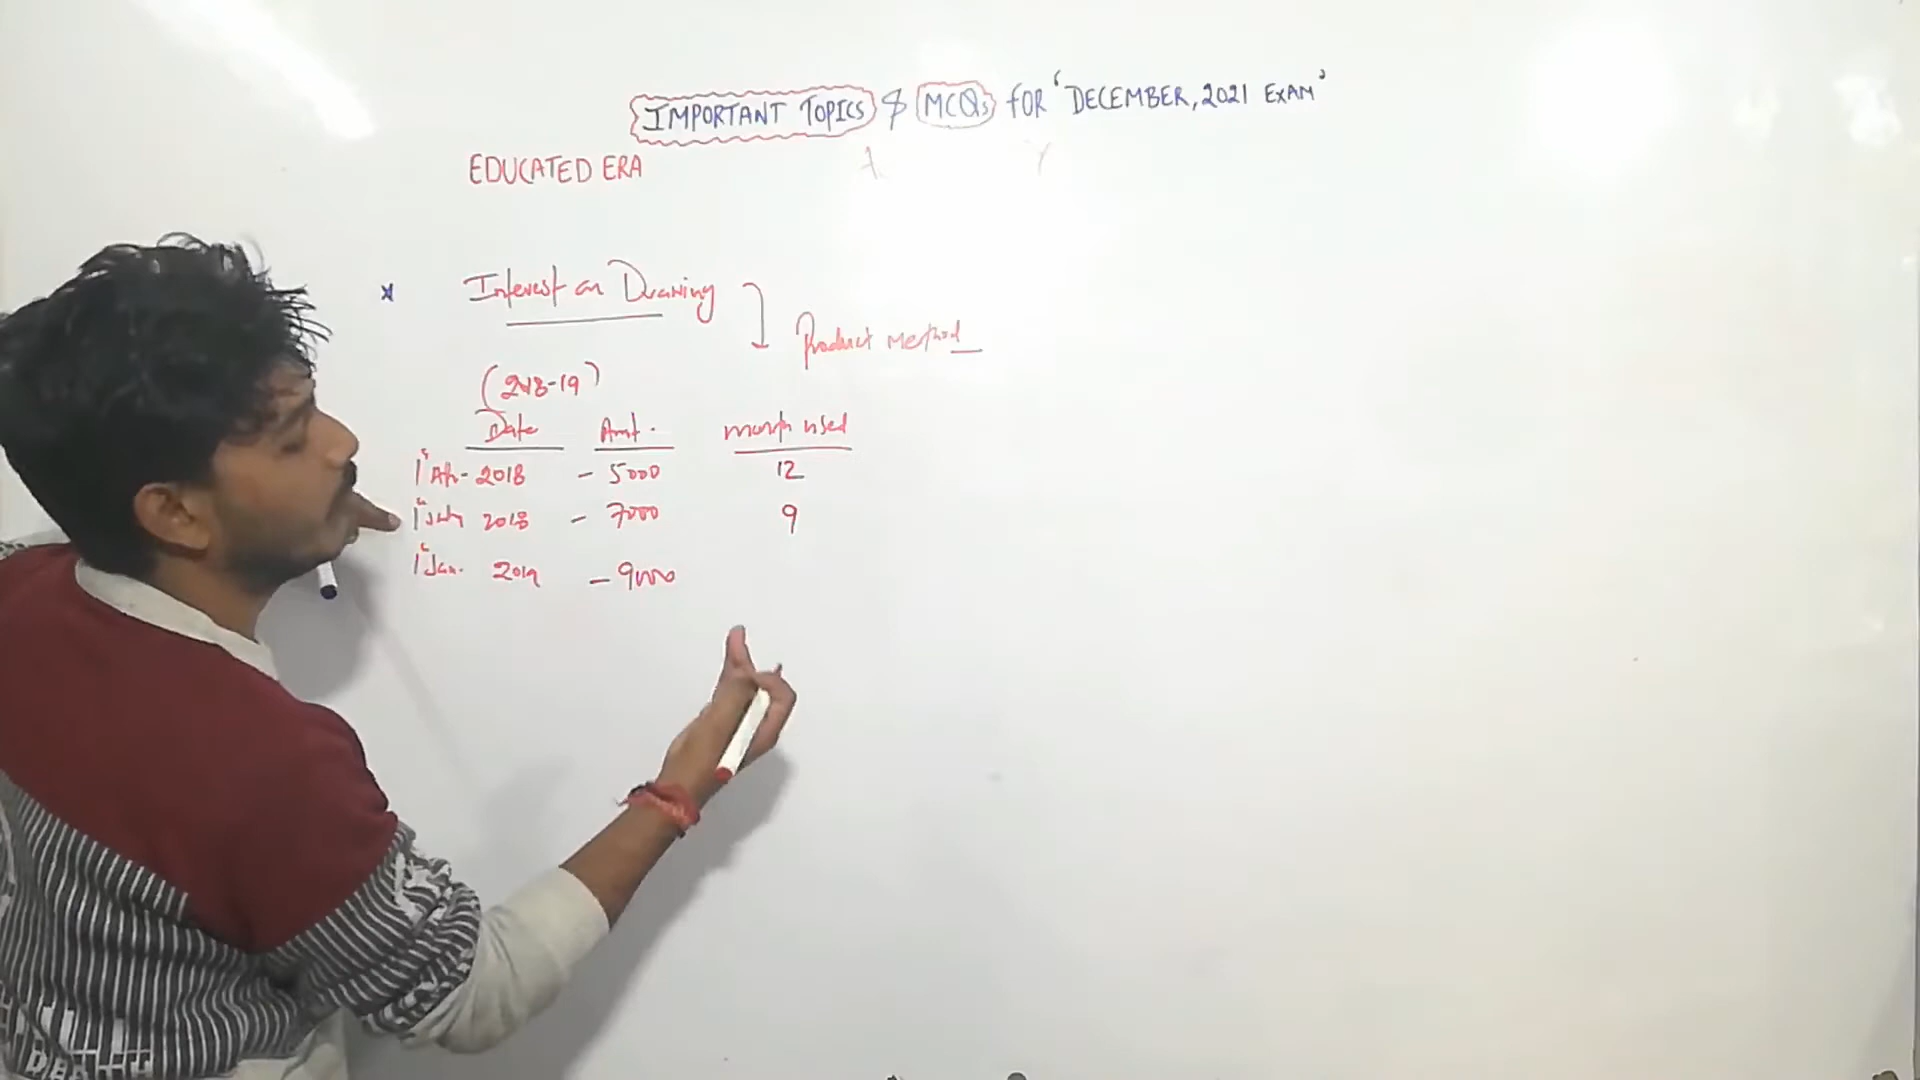 IMPORTANT TOPICS & MCQs FOR 'DECEMBER, 2021 EXAM'
EDUCATED ERA
Interest on Drawing
Product Method
(2018-19)
Date Amt. month used
1st Apr- 2018 - 5000 12
1st July 2018 - 7000 9
1st Jan. 2019 - 9000